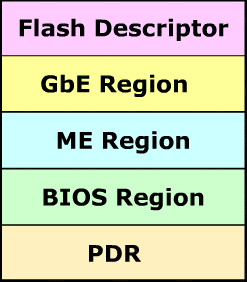 Flash Descriptor
GbE Region
ME Region
BIOS Region
PDR